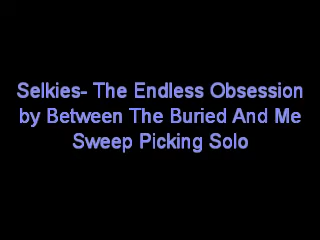 Selkies- The Endless Obsession
by Between The Buried And Me
Sweep Picking Solo